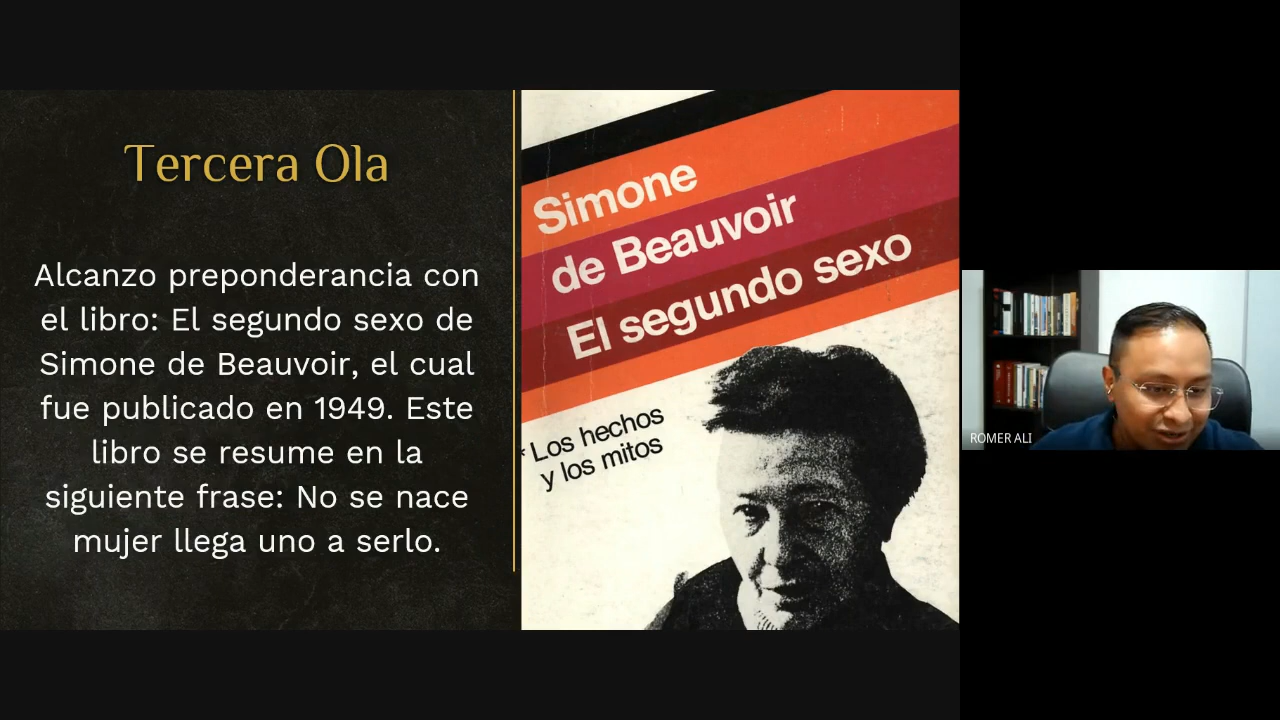 Tercera Ola
Alcanzo preponderancia con
el libro: El segundo sexo de
Simone de Beauvoir, el cual
fue publicado en 1949. Este
libro se resume en la
siguiente frase: No se nace
mujer llega uno a serlo.
Simone
de Beauvoir
El segundo sexo
* Los hechos
y los mitos
ROMER ALI